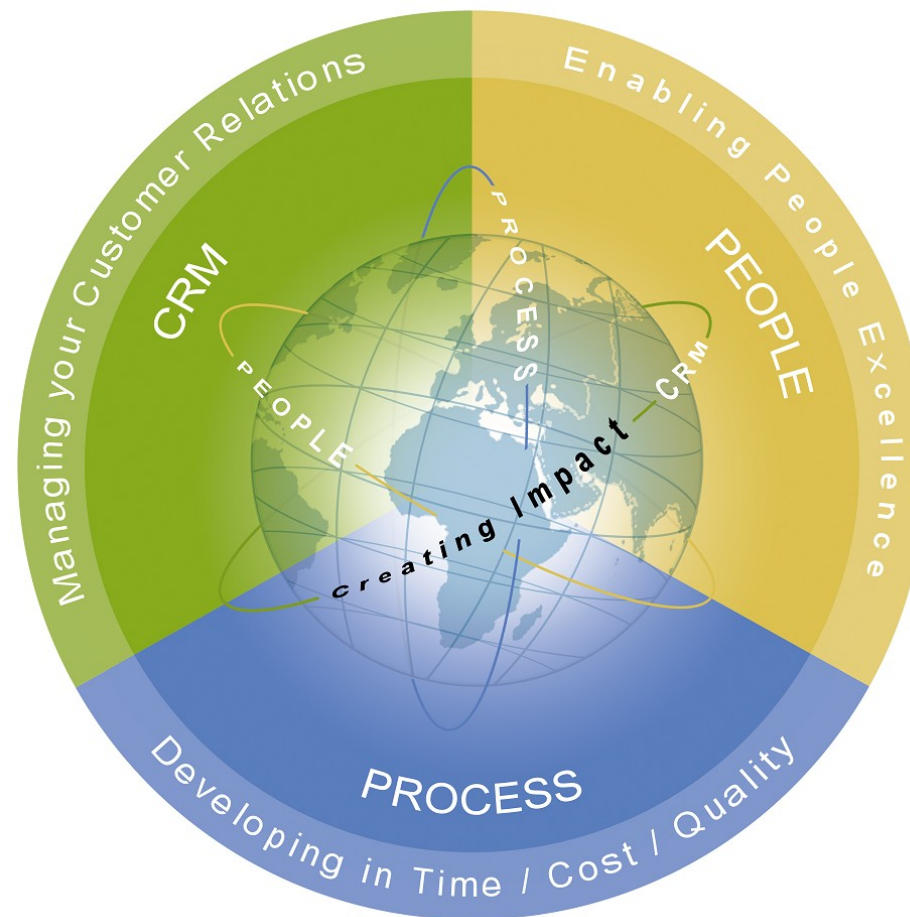 Managing your Customer Relations
Enabling People Excellence
CRM
PEOPLE
PROCESS
PEOPLE
CRM
Creating Impact
PROCESS
Developing in Time / Cost / Quality